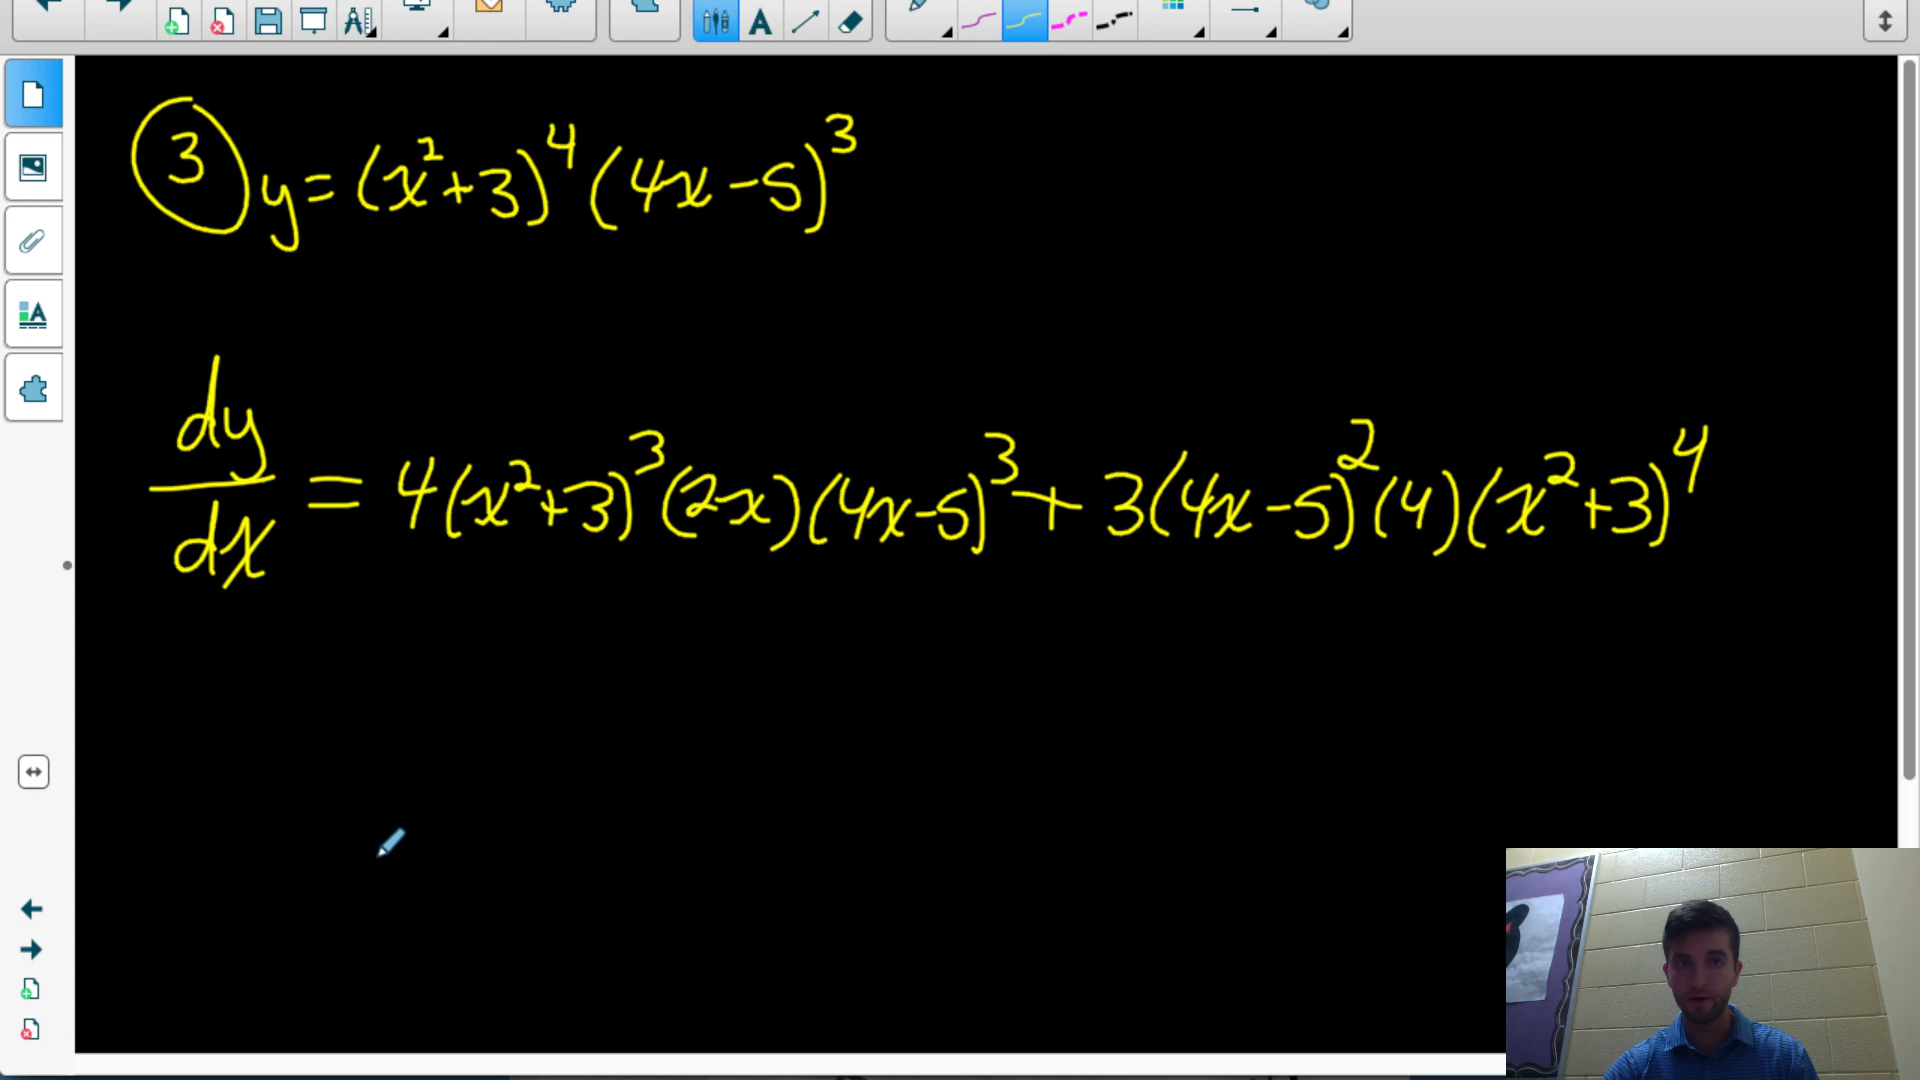 ③ y = (x²+3)⁴ (4x-5)³
dy/dx = 4(x²+3)³(2x)(4x-5)³ + 3(4x-5)²(4)(x²+3)⁴